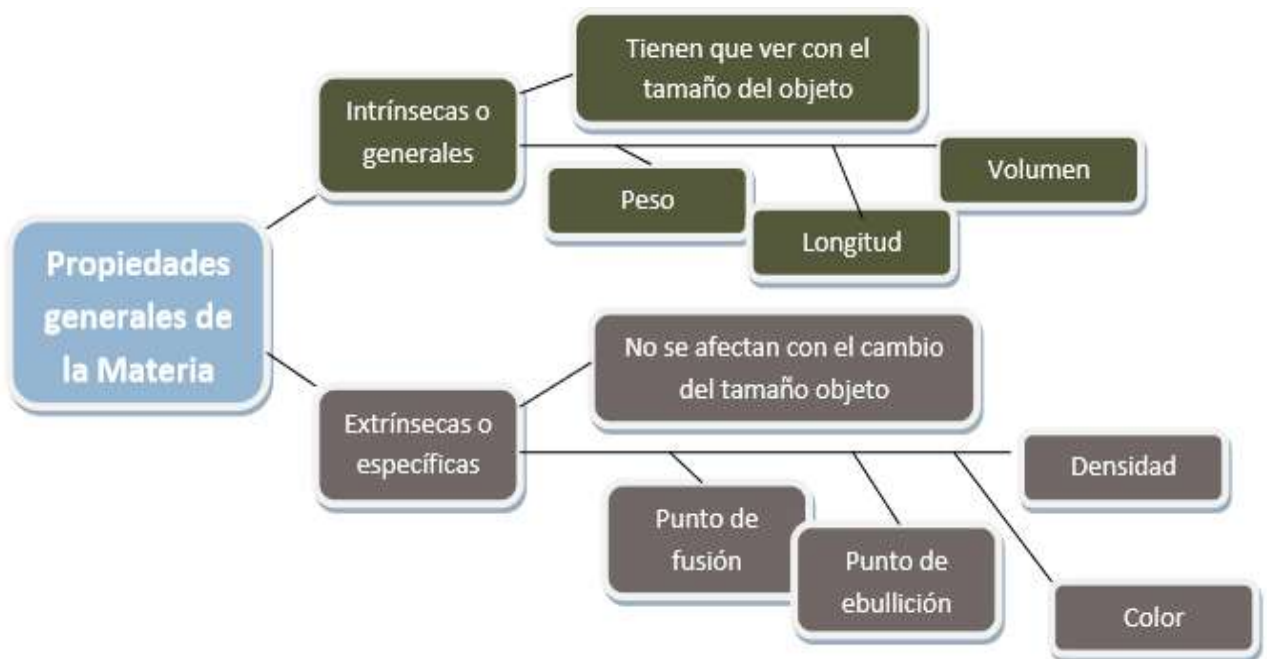 Propiedades
generales de
la Materia
Intrínsecas o
generales
Tienen que ver con el
tamaño del objeto
Peso
Longitud
Volumen
Extrínsecas o
específicas
No se afectan con el cambio
del tamaño objeto
Punto de
fusión
Punto de
ebullición
Densidad
Color